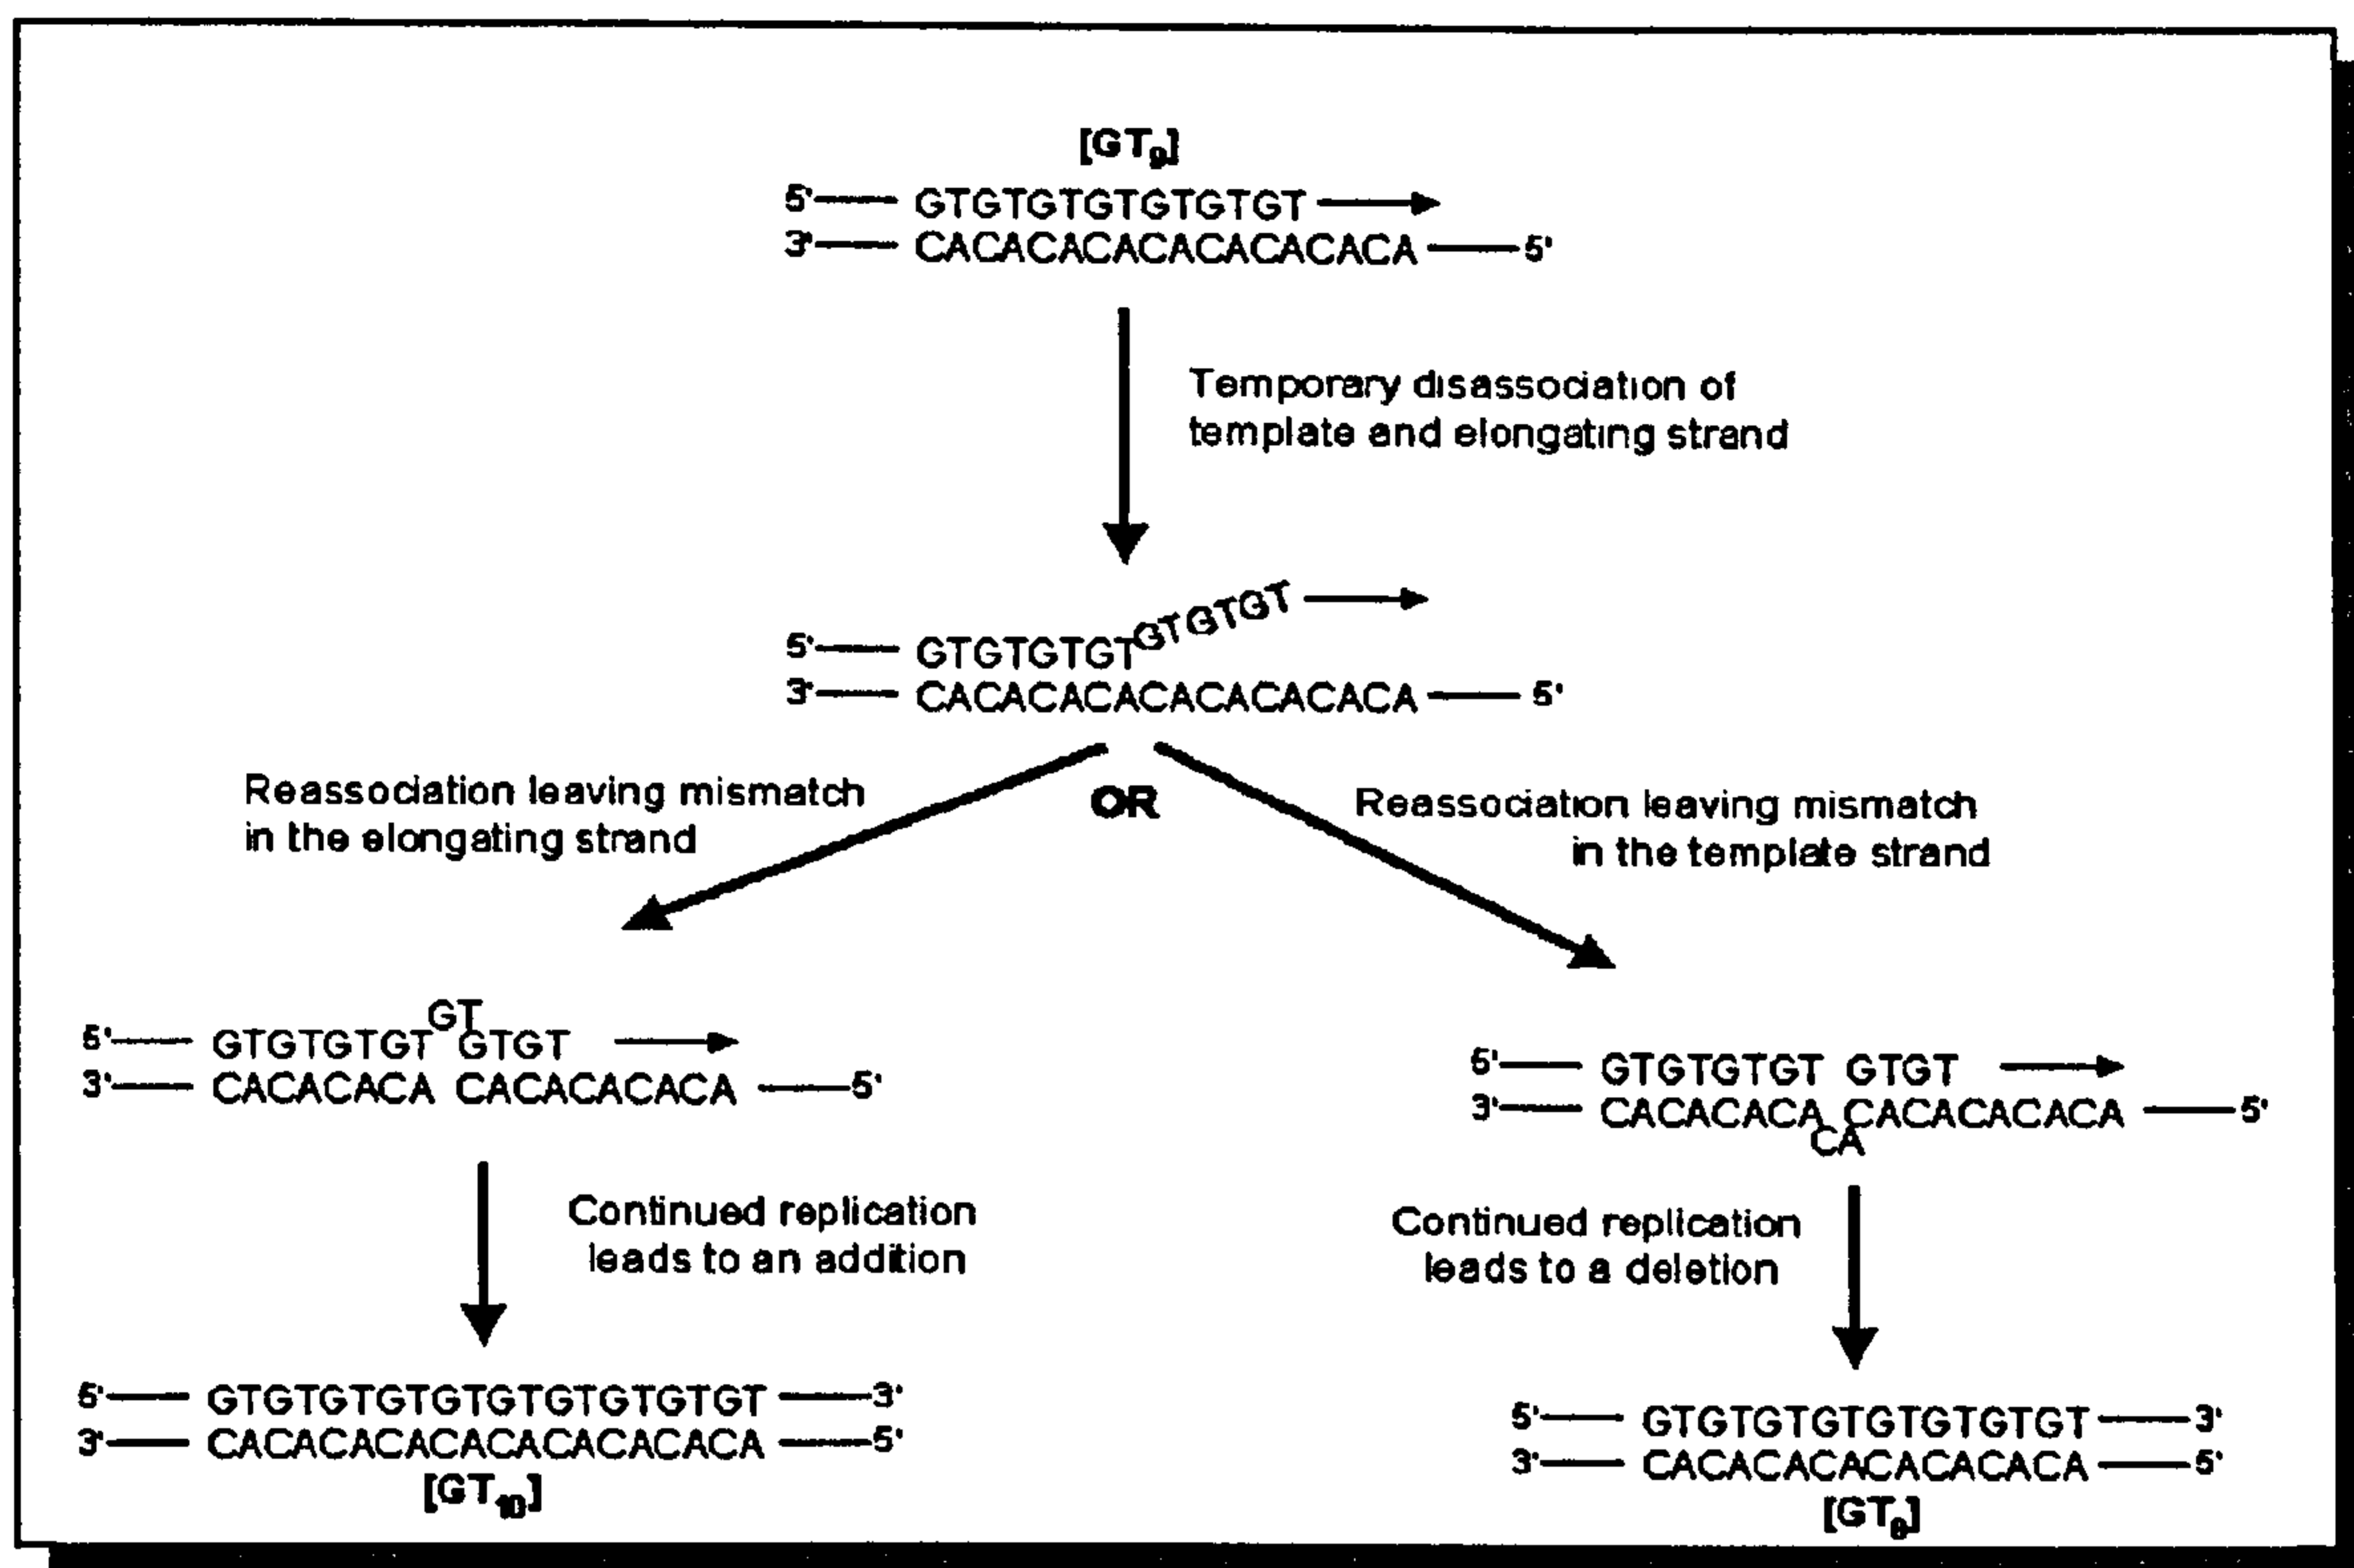 [GT₉]
5' GTGTGTGTGTGTGT
3' CACACACACACACACACA 5'
Temporary disassociation of
template and elongating strand
5' GTGTGTGTGTGTGT
3' CACACACACACACACACA 5'
Reassociation leaving mismatch
in the elongating strand
OR
Reassociation leaving mismatch
in the template strand
GT
5' GTGTGTGT GTGT
3' CACACACA CACACACACA 5'
5' GTGTGTGT GTGT
3' CACACACA CACACACACA 5'
CA
Continued replication
leads to an addition
Continued replication
leads to a deletion
5' GTGTGTGTGTGTGTGTGTGT 3'
3' CACACACACACACACACACA 5'
[GT₁₀]
5' GTGTGTGTGTGTGTGT 3'
3' CACACACACACACACA 5'
[GT₈]